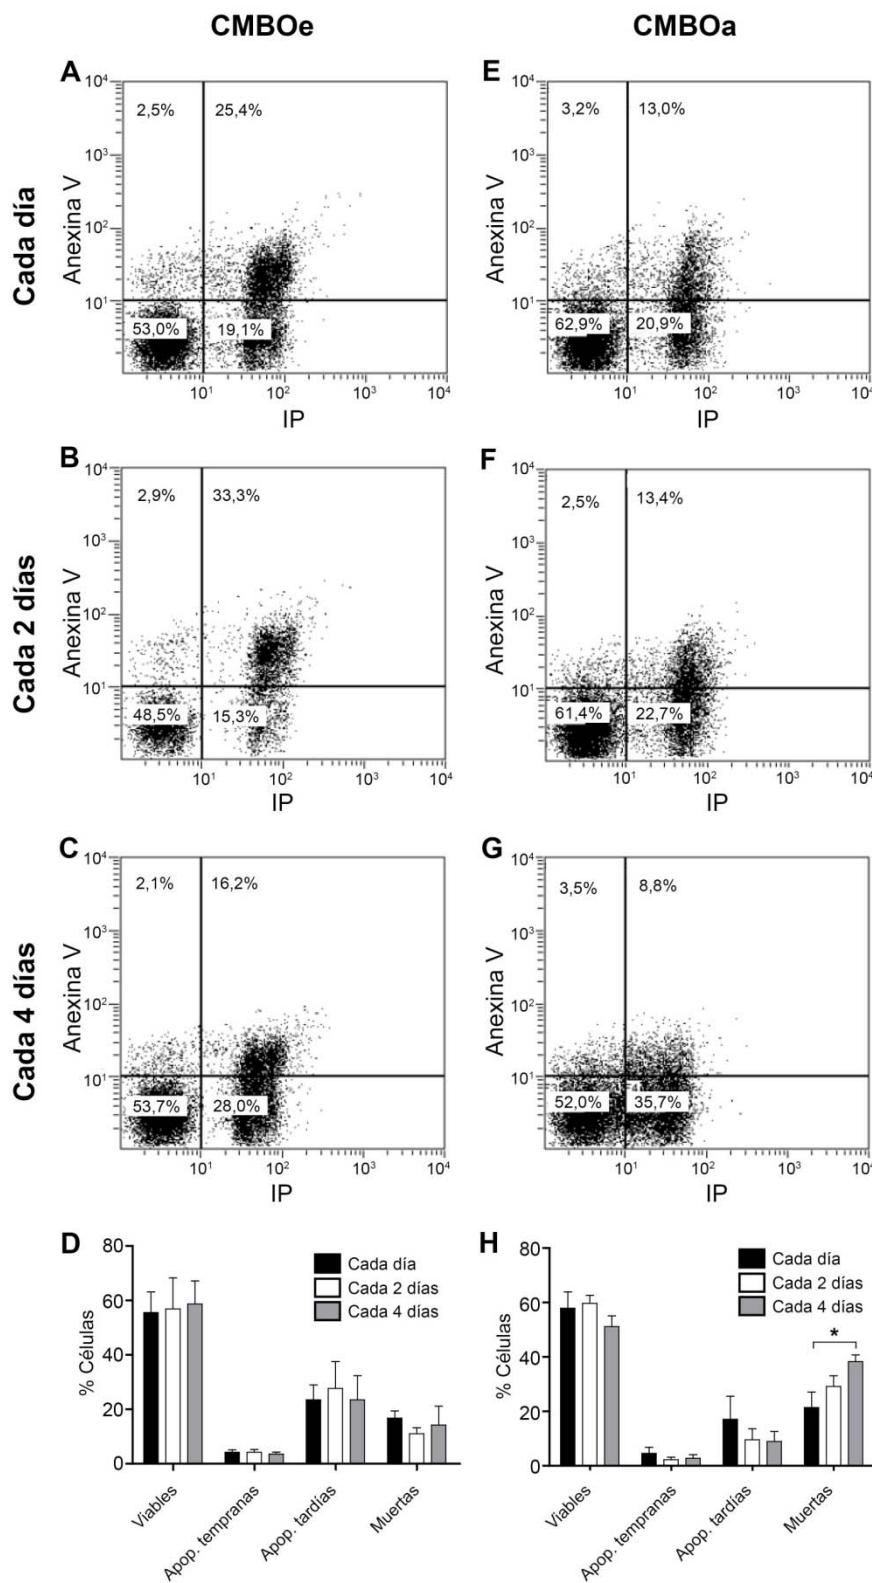 CMBOe
CMBOa
Cada día
A
10⁴
10³
10²
10¹
Anexina V
2,5%
25,4%
53,0%
19,1%
10¹
10²
10³
10⁴
IP
E
10⁴
10³
10²
10¹
Anexina V
3,2%
13,0%
62,9%
20,9%
10¹
10²
10³
10⁴
IP
Cada 2 días
B
10⁴
10³
10²
10¹
Anexina V
2,9%
33,3%
48,5%
15,3%
10¹
10²
10³
10⁴
IP
F
10⁴
10³
10²
10¹
Anexina V
2,5%
13,4%
61,4%
22,7%
10¹
10²
10³
10⁴
IP
Cada 4 días
C
10⁴
10³
10²
10¹
Anexina V
2,1%
16,2%
53,7%
28,0%
10¹
10²
10³
10⁴
IP
G
10⁴
10³
10²
10¹
Anexina V
3,5%
8,8%
52,0%
35,7%
10¹
10²
10³
10⁴
IP
D
% Células
80
60
40
20
0
Cada día
Cada 2 días
Cada 4 días
Viables
Apop. tempranas
Apop. tardías
Muertas
H
% Células
80
60
40
20
0
Cada día
Cada 2 días
Cada 4 días
*
Viables
Apop. tempranas
Apop. tardías
Muertas